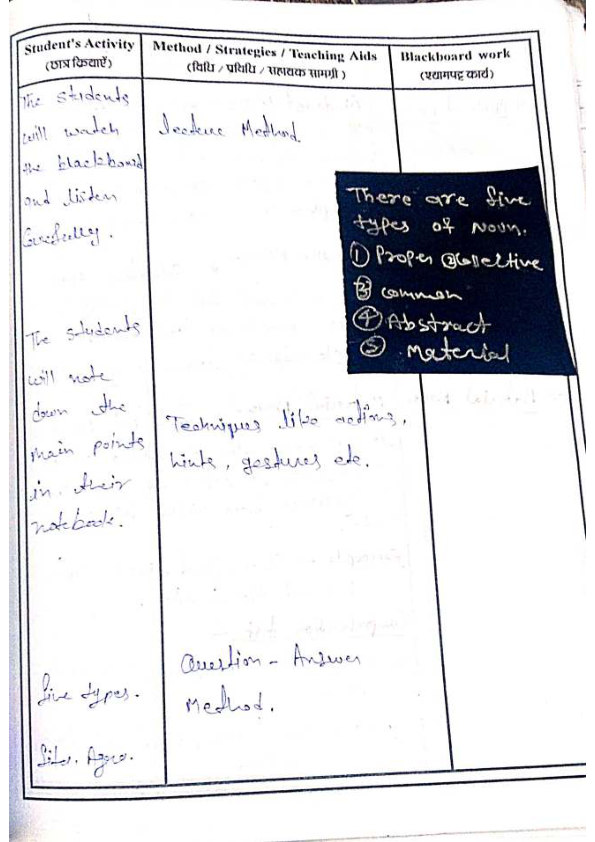 Student's Activity
(छात्र क्रियाएँ)
Method / Strategies / Teaching Aids
(विधि / प्रविधि / सहायक सामग्री )
Blackboard work
(श्यामपट्ट कार्य)
The students
will watch
the blackboard
and listen
Carefully.
The students
will note
down the
main points
in their
notebook.
five types.
Lecture Method.
Techniques like actions,
hints, gestures etc.
Question - Answer
Method.
There are five
types of Noun.
① Proper ② Collective
③ common
④ Abstract
⑤ Material